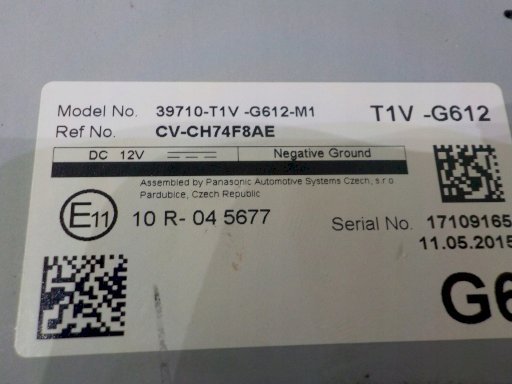 Model No. 39710-T1V -G612-M1 T1V -G612
Ref No. CV-CH74F8AE
DC 12V Negative Ground
Assembled by Panasonic Automotive Systems Czech, s.r.o.
Pardubice, Czech Republic
E11 10 R- 04 5677
Serial No. 17109165
11.05.2015
G6